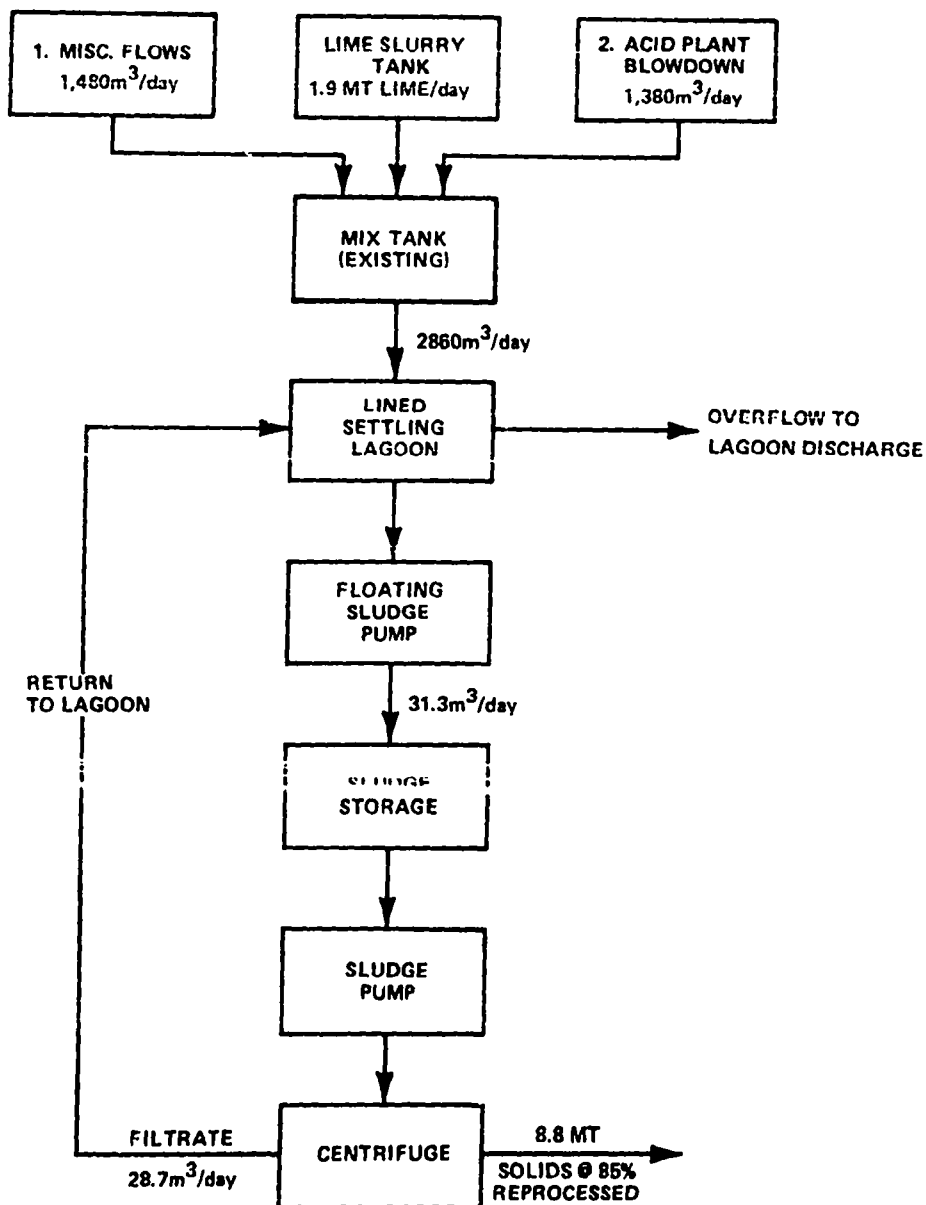 1. MISC. FLOWS
1,480m³/day
LIME SLURRY
TANK
1.9 MT LIME/day
2. ACID PLANT
BLOWDOWN
1,380m³/day
MIX TANK
(EXISTING)
2860m³/day
LINED
SETTLING
LAGOON
OVERFLOW TO
LAGOON DISCHARGE
FLOATING
SLUDGE
PUMP
RETURN
TO LAGOON
31.3m³/day
SLUDGE
STORAGE
SLUDGE
PUMP
FILTRATE
28.7m³/day
CENTRIFUGE
8.8 MT
SOLIDS @ 85%
REPROCESSED